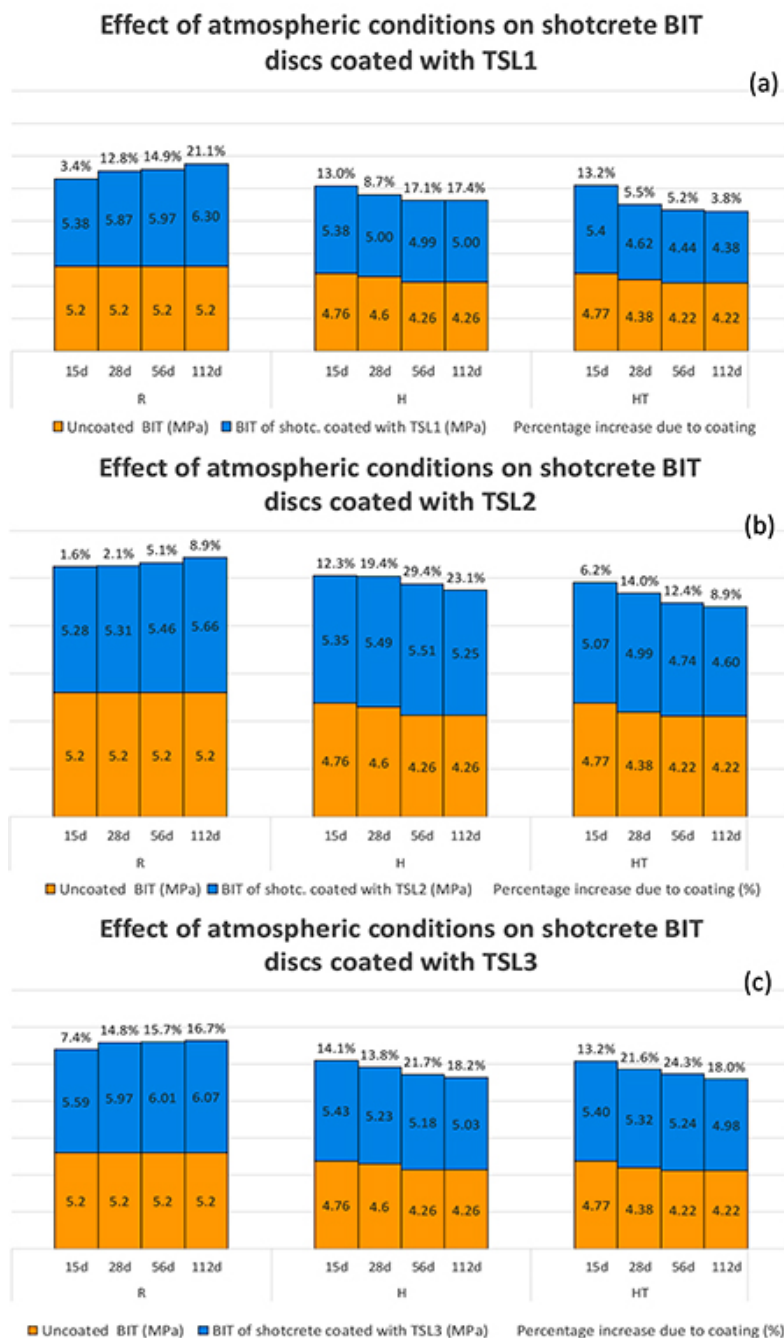 Effect of atmospheric conditions on shotcrete BIT
discs coated with TSL1
(a)
3.4% 12.8% 14.9% 21.1% 13.0% 8.7% 17.1% 17.4% 13.2% 5.5% 5.2% 3.8%
5.38 5.87 5.97 6.30 5.38 5.00 4.99 5.00 5.4 4.62 4.44 4.38
5.2 5.2 5.2 5.2 4.76 4.6 4.26 4.26 4.77 4.38 4.22 4.22
15d 28d 56d 112d 15d 28d 56d 112d 15d 28d 56d 112d
R H HT
Uncoated BIT (MPa) BIT of shotc. coated with TSL1 (MPa) Percentage increase due to coating
Effect of atmospheric conditions on shotcrete BIT
discs coated with TSL2
(b)
1.6% 2.1% 5.1% 8.9% 12.3% 19.4% 29.4% 23.1% 6.2% 14.0% 12.4% 8.9%
5.28 5.31 5.46 5.66 5.35 5.49 5.51 5.25 5.07 4.99 4.74 4.60
5.2 5.2 5.2 5.2 4.76 4.6 4.26 4.26 4.77 4.38 4.22 4.22
15d 28d 56d 112d 15d 28d 56d 112d 15d 28d 56d 112d
R H HT
Uncoated BIT (MPa) BIT of shotc. coated with TSL2 (MPa) Percentage increase due to coating (%)
Effect of atmospheric conditions on shotcrete BIT
discs coated with TSL3
(c)
7.4% 14.8% 15.7% 16.7% 14.1% 13.8% 21.7% 18.2% 13.2% 21.6% 24.3% 18.0%
5.59 5.97 6.01 6.07 5.43 5.23 5.18 5.03 5.40 5.32 5.24 4.98
5.2 5.2 5.2 5.2 4.76 4.6 4.26 4.26 4.77 4.38 4.22 4.22
15d 28d 56d 112d 15d 28d 56d 112d 15d 28d 56d 112d
R H HT
Uncoated BIT (MPa) BIT of shotcrete coated with TSL3 (MPa) Percentage increase due to coating (%)